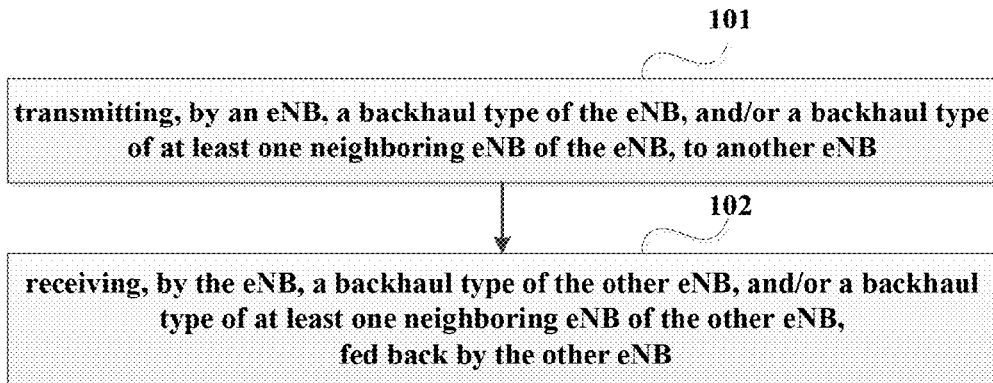 101
transmitting, by an eNB, a backhaul type of the eNB, and/or a backhaul type
of at least one neighboring eNB of the eNB, to another eNB
102
receiving, by the eNB, a backhaul type of the other eNB, and/or a backhaul
type of at least one neighboring eNB of the other eNB,
fed back by the other eNB